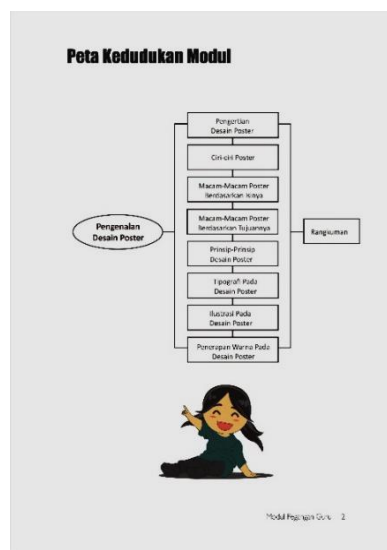 Peta Kedudukan Modul
Pengertian
Desain Poster
Ciri-ciri Poster
Macam-Macam Poster
Berdasarkan Isinya
Macam-Macam Poster
Berdasarkan Tujuannya
Pengenalan
Desain Poster
Rangkuman
Prinsip-Prinsip
Desain Poster
Tipografi Pada
Desain Poster
Ilustrasi Pada
Desain Poster
Penerapan Warna Pada
Desain Poster
Modul Pegangan Guru 2